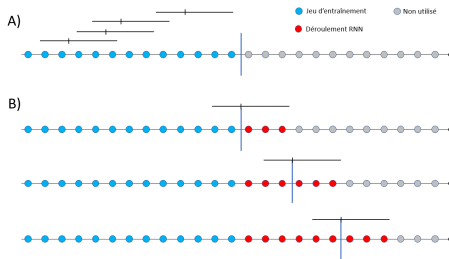 Jeu d'entraînement
Non utilisé
Déroulement RNN
A)
B)